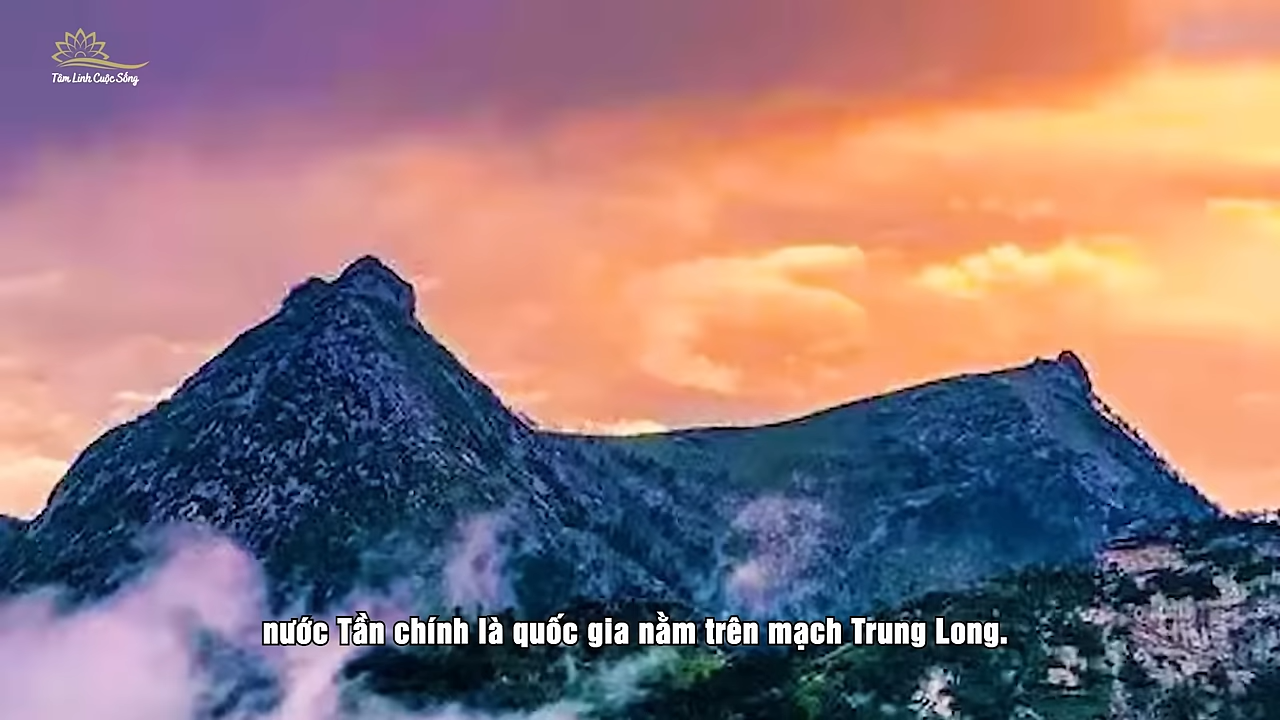 Tâm Linh Cuộc Sống
nước Tần chính là quốc gia nằm trên mạch Trung Long.